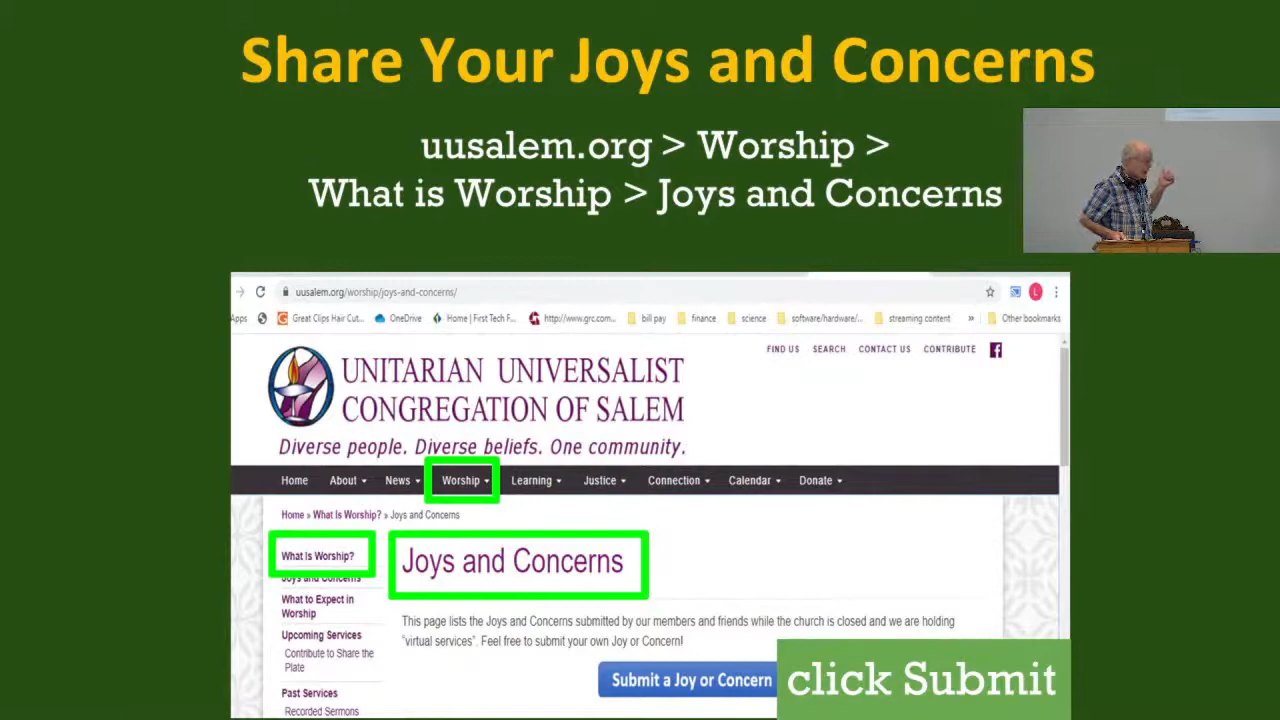 Share Your Joys and Concerns
uusalem.org > Worship >
What is Worship > Joys and Concerns
uusalem.org/worship/joys-and-concerns/
L
Apps
Great Clips Hair Cut...
OneDrive
Home | First Tech F...
http://www.grc.com...
bill pay
finance
science
software/hardware/...
streaming content
»
Other bookmarks
FIND US SEARCH CONTACT US CONTRIBUTE
UNITARIAN UNIVERSALIST
CONGREGATION OF SALEM
Diverse people. Diverse beliefs. One community.
Home About News Worship Learning Justice Connection Calendar Donate
Home » What Is Worship? » Joys and Concerns
What Is Worship?
Joys and Concerns
What to Expect in
Worship
Upcoming Services
Contribute to Share the
Plate
Past Services
Recorded Sermons
Joys and Concerns
This page lists the Joys and Concerns submitted by our members and friends while the church is closed and we are holding
"virtual services". Feel free to submit your own Joy or Concern!
Submit a Joy or Concern
click Submit